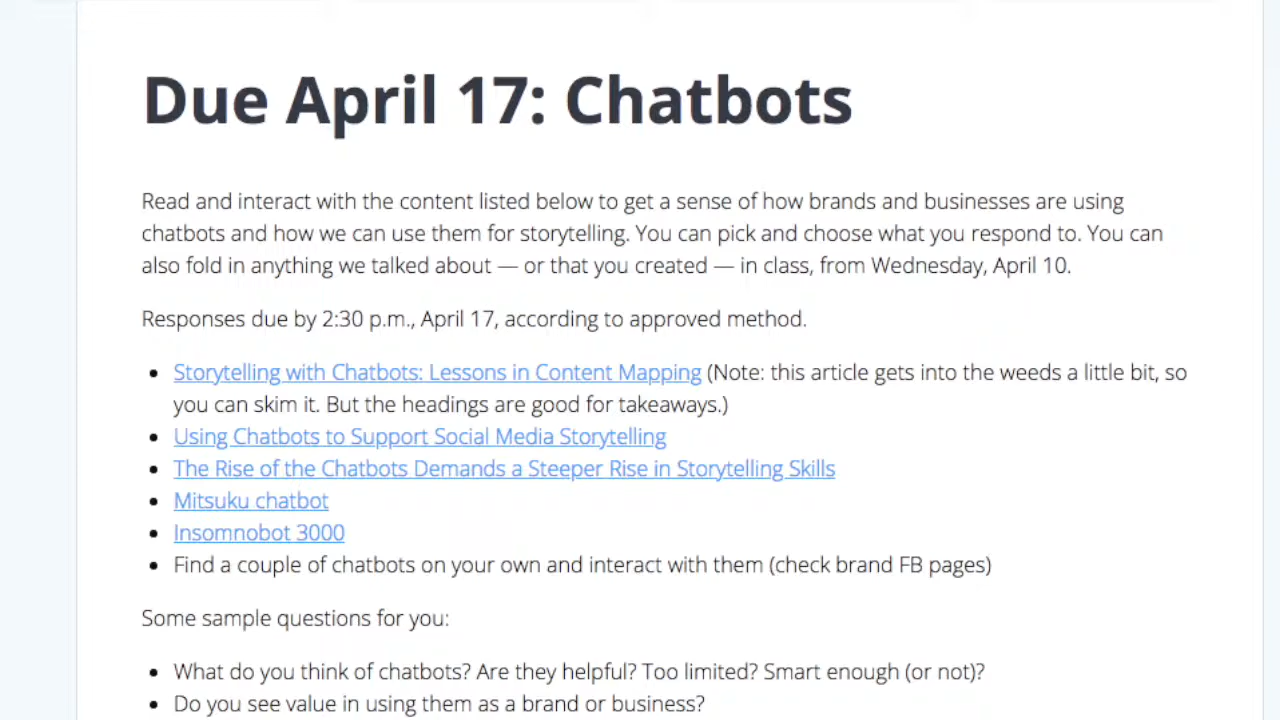 Due April 17: Chatbots
Read and interact with the content listed below to get a sense of how brands and businesses are using
chatbots and how we can use them for storytelling. You can pick and choose what you respond to. You can
also fold in anything we talked about — or that you created — in class, from Wednesday, April 10.
Responses due by 2:30 p.m., April 17, according to approved method.
• Storytelling with Chatbots: Lessons in Content Mapping (Note: this article gets into the weeds a little bit, so
you can skim it. But the headings are good for takeaways.)
• Using Chatbots to Support Social Media Storytelling
• The Rise of the Chatbots Demands a Steeper Rise in Storytelling Skills
• Mitsuku chatbot
• Insomnobot 3000
• Find a couple of chatbots on your own and interact with them (check brand FB pages)
Some sample questions for you:
• What do you think of chatbots? Are they helpful? Too limited? Smart enough (or not)?
• Do you see value in using them as a brand or business?